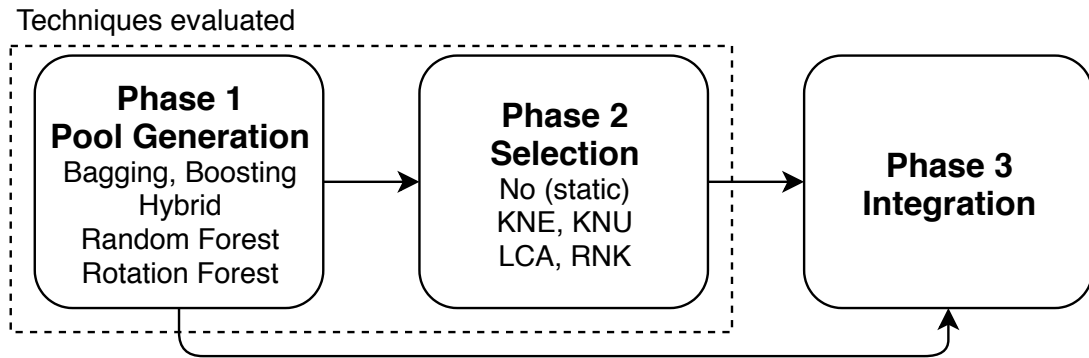 Techniques evaluated
Phase 1
Pool Generation
Bagging, Boosting
Hybrid
Random Forest
Rotation Forest
Phase 2
Selection
No (static)
KNE, KNU
LCA, RNK
Phase 3
Integration